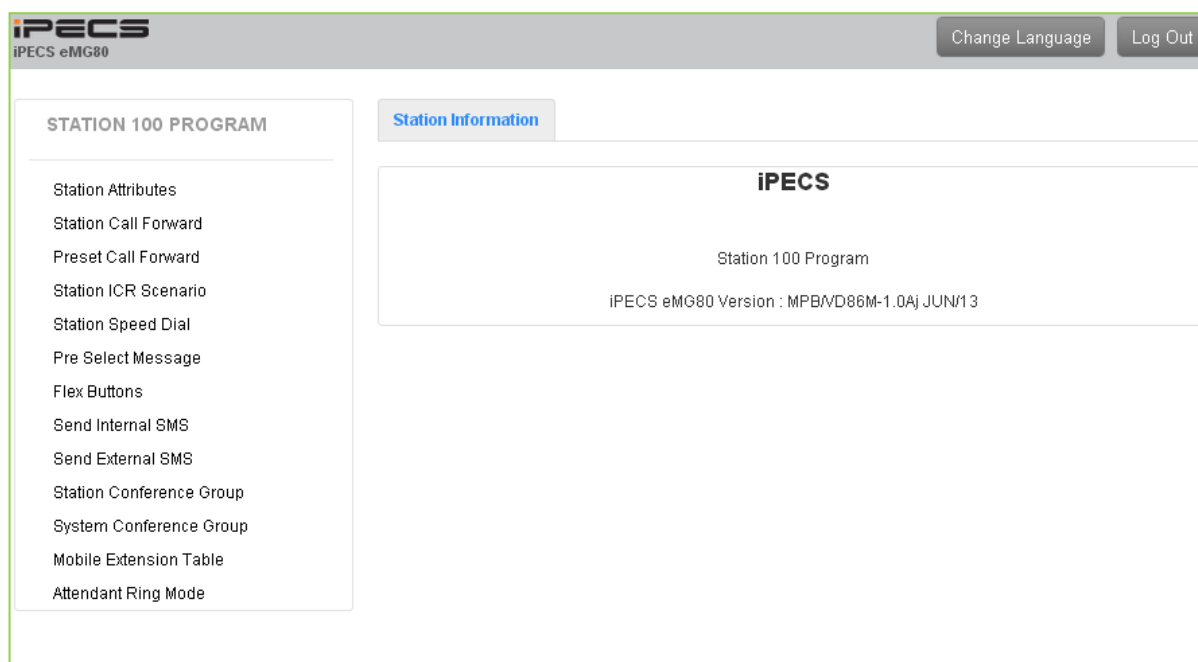 iPECS
iPECS eMG80
Change Language
Log Out
STATION 100 PROGRAM
Station Attributes
Station Call Forward
Preset Call Forward
Station ICR Scenario
Station Speed Dial
Pre Select Message
Flex Buttons
Send Internal SMS
Send External SMS
Station Conference Group
System Conference Group
Mobile Extension Table
Attendant Ring Mode
Station Information
iPECS
Station 100 Program
iPECS eMG80 Version : MPB/VD86M-1.0Aj JUN/13